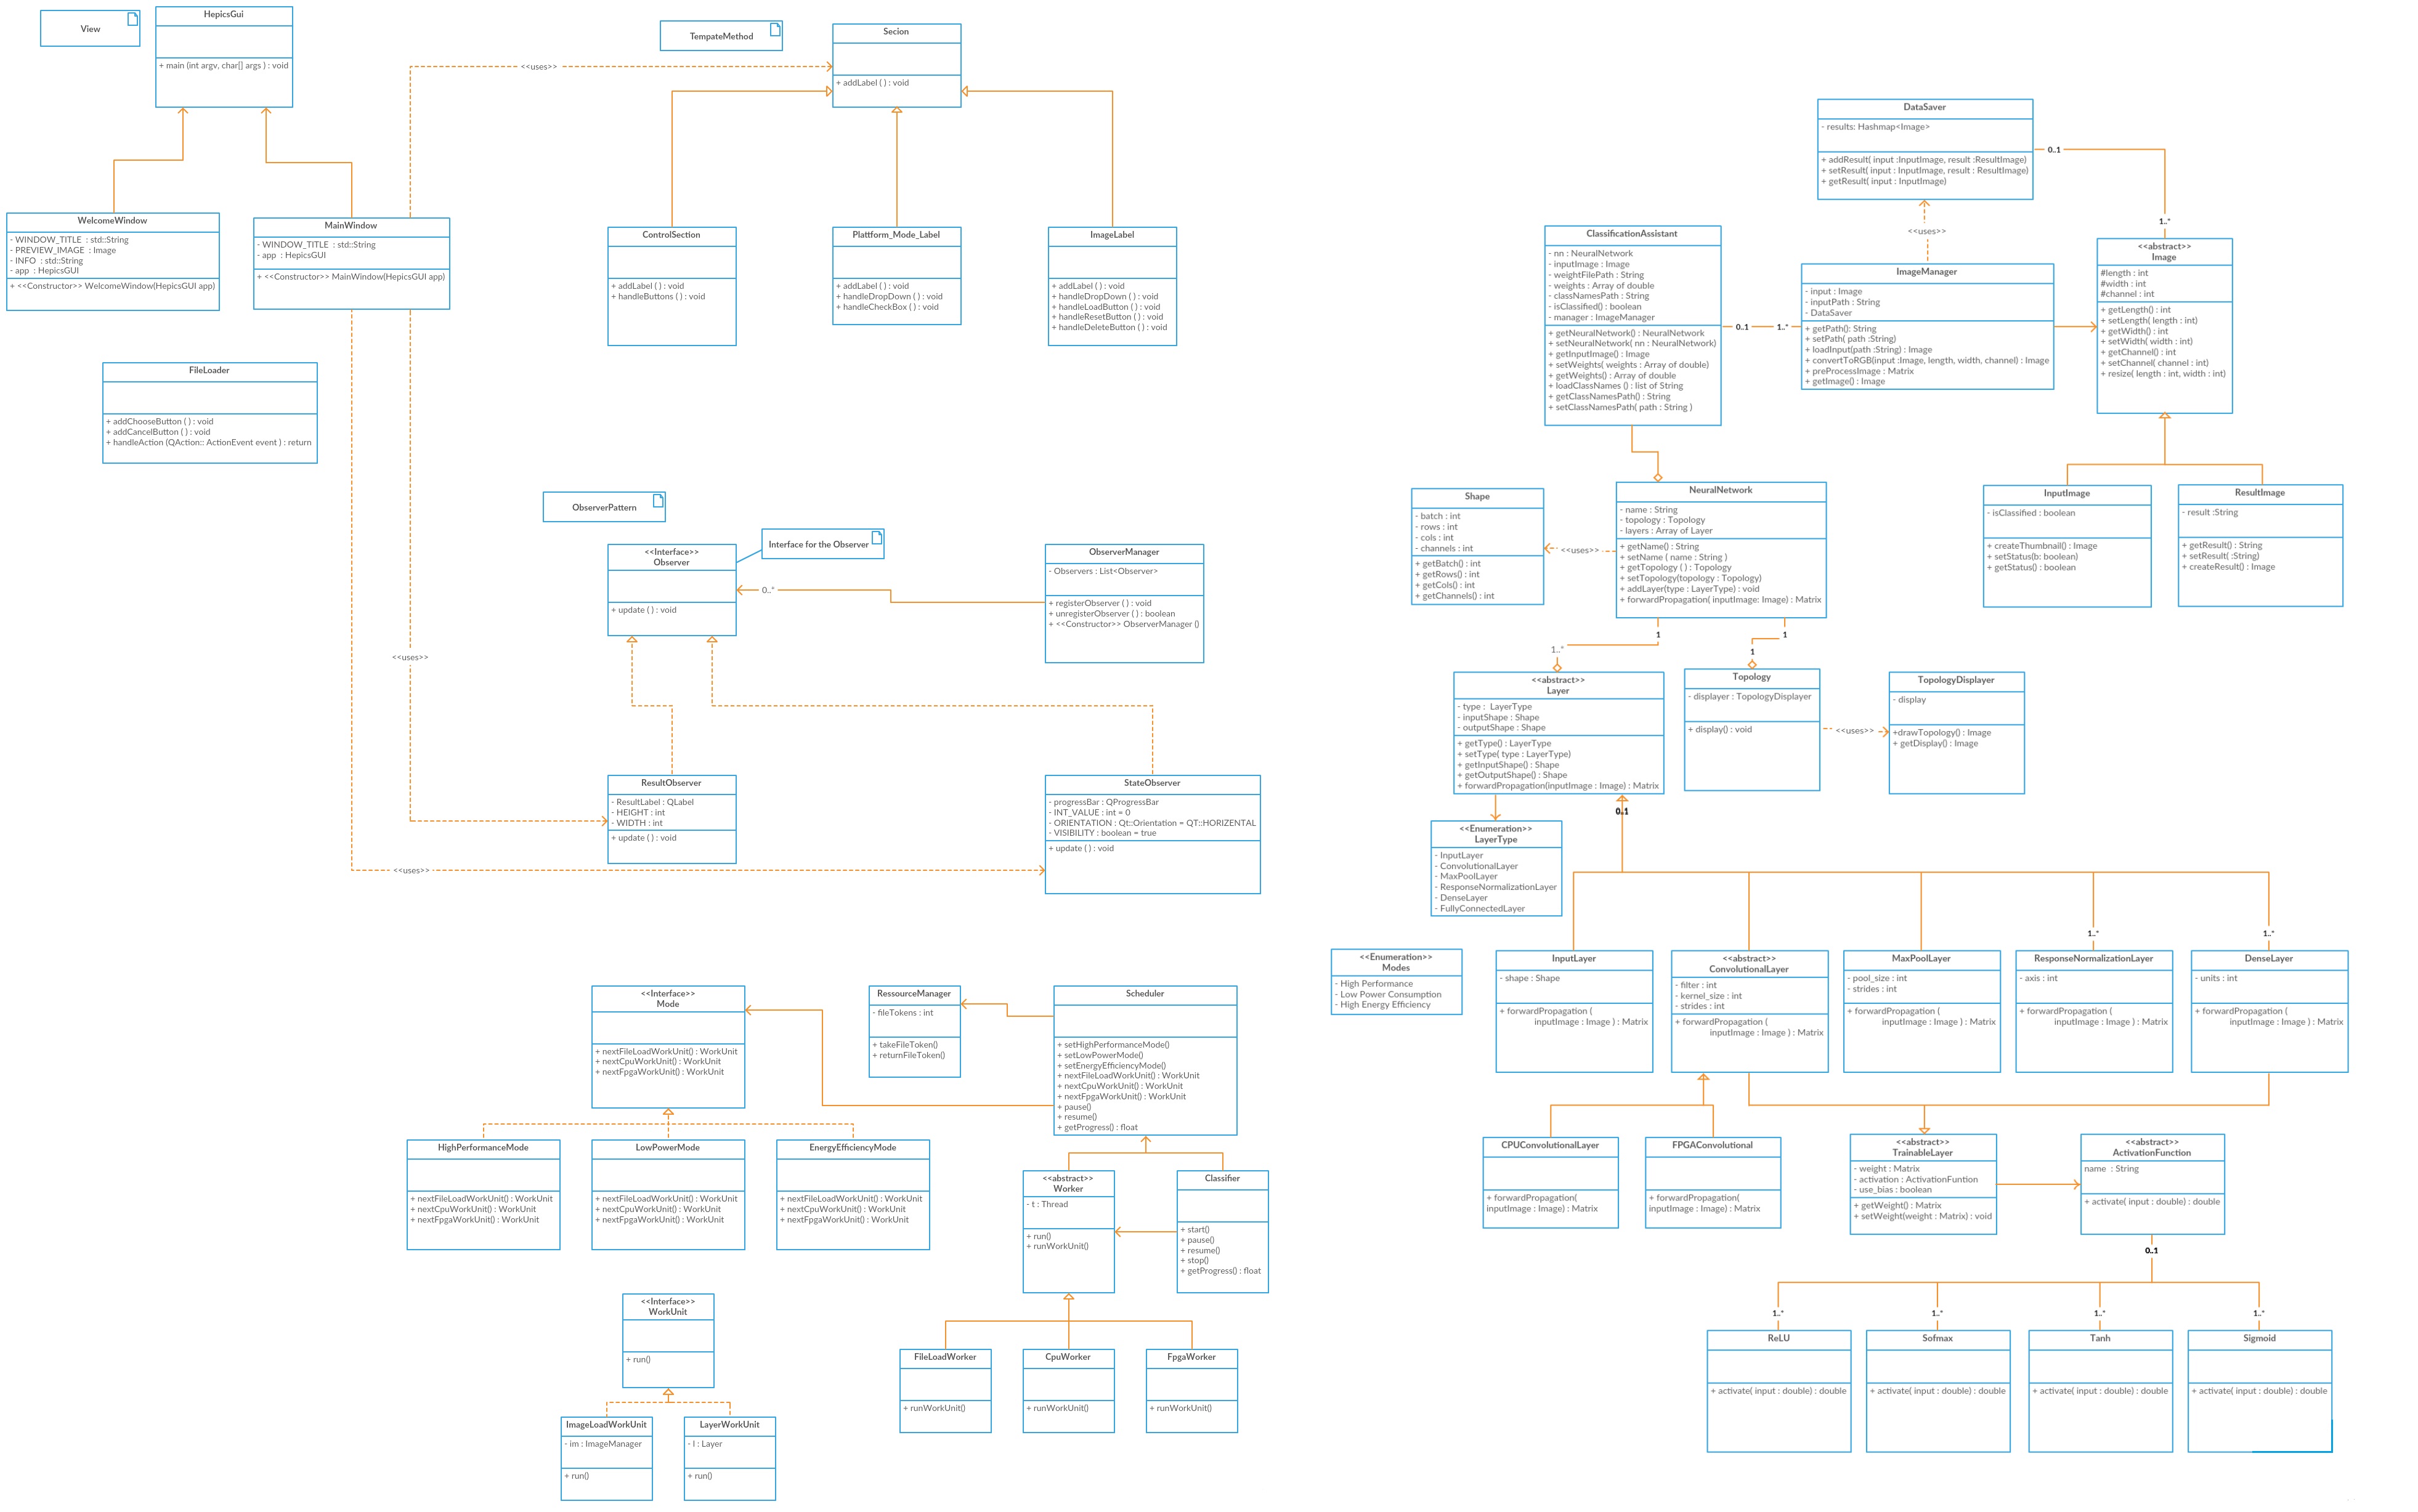 View
HepicsGui
+ main (int argv, char[] args ) : void
TempateMethod
Secion
+ addLabel ( ) : void
<<uses>>
WelcomeWindow
- WINDOW_TITLE : std::String
- PREVIEW_IMAGE : Image
- INFO : std::String
- app : HepicsGUI
+ <<Constructor>> WelcomeWindow(HepicsGUI app)
MainWindow
- WINDOW_TITLE : std::String
- app : HepicsGUI
+ <<Constructor>> MainWindow(HepicsGUI app)
ControlSection
+ addLabel ( ) : void
+ handleButtons ( ) : void
Plattform_Mode_Label
+ addLabel ( ) : void
+ handleDropDown ( ) : void
+ handleCheckBox ( ) : void
ImageLabel
+ addLabel ( ) : void
+ handleDropDown ( ) : void
+ handleLoadButton ( ) : void
+ handleResetButton ( ) : void
+ handleDeleteButton ( ) : void
FileLoader
+ addChooseButton ( ) : void
+ addCancelButton ( ) : void
+ handleAction (QAction:: ActionEvent event ) : return
ObserverPattern
Interface for the Observer
<<Interface>>
Observer
+ update ( ) : void
0..*
ObserverManager
- Observers : List<Observer>
+ registerObserver ( ) : void
+ unregisterObserver ( ) : boolean
+ <<Constructor>> ObserverManager ()
<<uses>>
ResultObserver
- ResultLabel : QLabel
- HEIGHT : int
- WIDTH : int
+ update ( ) : void
StateObserver
- progressBar : QProgressBar
- INT_VALUE : int = 0
- ORIENTATION : Qt::Orientation = QT::HORIZENTAL
- VISIBILITY : boolean = true
+ update ( ) : void
<<uses>>
<<Interface>>
Mode
+ nextFileLoadWorkUnit() : WorkUnit
+ nextCpuWorkUnit() : WorkUnit
+ nextFpgaWorkUnit() : WorkUnit
RessourceManager
- fileTokens : int
+ takeFileToken()
+ returnFileToken()
Scheduler
+ setHighPerformanceMode()
+ setLowPowerMode()
+ setEnergyEfficiencyMode()
+ nextFileLoadWorkUnit() : WorkUnit
+ nextCpuWorkUnit() : WorkUnit
+ nextFpgaWorkUnit() : WorkUnit
+ pause()
+ resume()
+ getProgress() : float
HighPerformanceMode
+ nextFileLoadWorkUnit() : WorkUnit
+ nextCpuWorkUnit() : WorkUnit
+ nextFpgaWorkUnit() : WorkUnit
LowPowerMode
+ nextFileLoadWorkUnit() : WorkUnit
+ nextCpuWorkUnit() : WorkUnit
+ nextFpgaWorkUnit() : WorkUnit
EnergyEfficiencyMode
+ nextFileLoadWorkUnit() : WorkUnit
+ nextCpuWorkUnit() : WorkUnit
+ nextFpgaWorkUnit() : WorkUnit
<<abstract>>
Worker
- t : Thread
+ run()
+ runWorkUnit()
Classifier
+ start()
+ pause()
+ resume()
+ stop()
+ getProgress() : float
<<Interface>>
WorkUnit
+ run()
FileLoadWorker
+ runWorkUnit()
CpuWorker
+ runWorkUnit()
FpgaWorker
+ runWorkUnit()
ImageLoadWorkUnit
- im : ImageManager
+ run()
LayerWorkUnit
- l : Layer
+ run()
DataSaver
- results: Hashmap<Image>
+ addResult( input :InputImage, result :ResultImage)
+ setResult( input : InputImage, result : ResultImage)
+ getResult( input : InputImage)
0..1
1..*
<<uses>>
ClassificationAssistant
- nn : NeuralNetwork
- inputImage : Image
- weightFilePath : String
- weights : Array of double
- classNamesPath : String
- isClassified() : boolean
- manager : ImageManager
+ getNeuralNetwork() : NeuralNetwork
+ setNeuralNetwork( nn : NeuralNetwork)
+ getInputImage() : Image
+ setWeights( weights : Array of double)
+ getWeights() : Array of double
+ loadClassNames () : list of String
+ getClassNamesPath() : String
+ setClassNamesPath( path : String )
0..1
1..*
ImageManager
- input : Image
- inputPath : String
- DataSaver
+ getPath(): String
+ setPath( path :String)
+ loadInput(path :String) : Image
+ convertToRGB(input :Image, length, width, channel) : Image
+ preProcessImage : Matrix
+ getImage() : Image
<<abstract>>
Image
#length : int
#width : int
#channel : int
+ getLength() : int
+ setLength( length : int)
+ getWidth() : int
+ setWidth( width : int)
+ getChannel() : int
+ setChannel( channel : int)
+ resize( length : int, width : int)
Shape
- batch : int
- rows : int
- cols : int
- channels : int
+ getBatch() : int
+ getRows() : int
+ getCols() : int
+ getChannels() : int
<<uses>>
NeuralNetwork
- name : String
- topology : Topology
- layers : Array of Layer
+ getName() : String
+ setName ( name : String )
+ getTopology ( ) : Topology
+ setTopology(topology : Topology)
+ addLayer(type : LayerType) : void
+ forwardPropagation( inputImage: Image) : Matrix
InputImage
- isClassified : boolean
+ createThumbnail() : Image
+ setStatus(b: boolean)
+ getStatus() : boolean
ResultImage
- result :String
+ getResult() : String
+ setResult( :String)
+ createResult() : Image
1
1
1..*
1
<<abstract>>
Layer
- type : LayerType
- inputShape : Shape
- outputShape : Shape
+ getType() : LayerType
+ setType( type : LayerType)
+ getInputShape() : Shape
+ getOutputShape() : Shape
+ forwardPropagation(inputImage : Image) : Matrix
Topology
- displayer : TopologyDisplayer
+ display() : void
<<uses>>
TopologyDisplayer
- display
+drawTopology() : Image
+ getDisplay() : Image
0..1
<<Enumeration>>
LayerType
- InputLayer
- ConvolutionalLayer
- MaxPoolLayer
- ResponseNormalizationLayer
- DenseLayer
- FullyConnectedLayer
1..*
1..*
<<Enumeration>>
Modes
- High Performance
- Low Power Consumption
- High Energy Efficiency
InputLayer
- shape : Shape
+ forwardPropagation (
inputImage : Image ) : Matrix
<<abstract>>
ConvolutionalLayer
- filter : int
- kernel_size : int
- strides : int
+ forwardPropagation (
inputImage : Image ) : Matrix
MaxPoolLayer
- pool_size : int
- strides : int
+ forwardPropagation (
inputImage : Image ) : Matrix
ResponseNormalizationLayer
- axis : int
+ forwardPropagation (
inputImage : Image ) : Matrix
DenseLayer
- units : int
+ forwardPropagation (
inputImage : Image ) : Matrix
CPUConvolutionalLayer
+ forwardPropagation(
inputImage : Image) : Matrix
FPGAConvolutional
+ forwardPropagation(
inputImage : Image) : Matrix
<<abstract>>
TrainableLayer
- weight : Matrix
- activation : ActivationFuntion
- use_bias : boolean
+ getWeight() : Matrix
+ setWeight(weight : Matrix) : void
<<abstract>>
ActivationFunction
name : String
+ activate( input : double) : double
0..1
1..*
1..*
1..*
1..*
ReLU
+ activate( input : double) : double
Sofmax
+ activate( input : double) : double
Tanh
+ activate( input : double) : double
Sigmoid
+ activate( input : double) : double